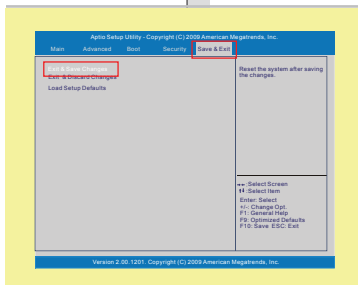 Aptio Setup Utility - Copyright (C) 2009 American Megatrends, Inc.
Main Advanced Boot Security Save & Exit
Exit & Save Changes
Exit & Discard Changes
Load Setup Defaults
Reset the system after saving
the changes.
→←:Select Screen
↑↓:Select Item
Enter: Select
+/-: Change Opt.
F1: General Help
F9: Optimized Defaults
F10: Save ESC: Exit
Version 2.00.1201. Copyright (C) 2009 American Megatrends, Inc.